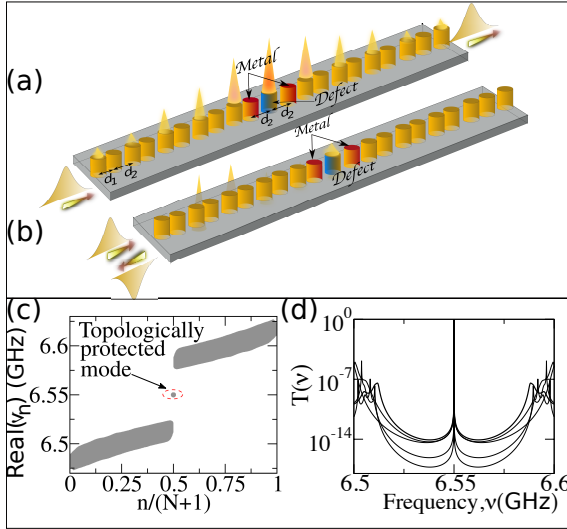 (a)
Metal
Defect
d2 d2
d1 d2
Metal
Defect
(b)
(c)
(d)
Real(νn) (GHz)
6.6
6.55
6.5
Topologically
protected
mode
0 0.25 0.5 0.75 1
n/(N+1)
T(ν)
10^0
10^-7
10^-14
6.5 6.55 6.6
Frequency,ν(GHz)